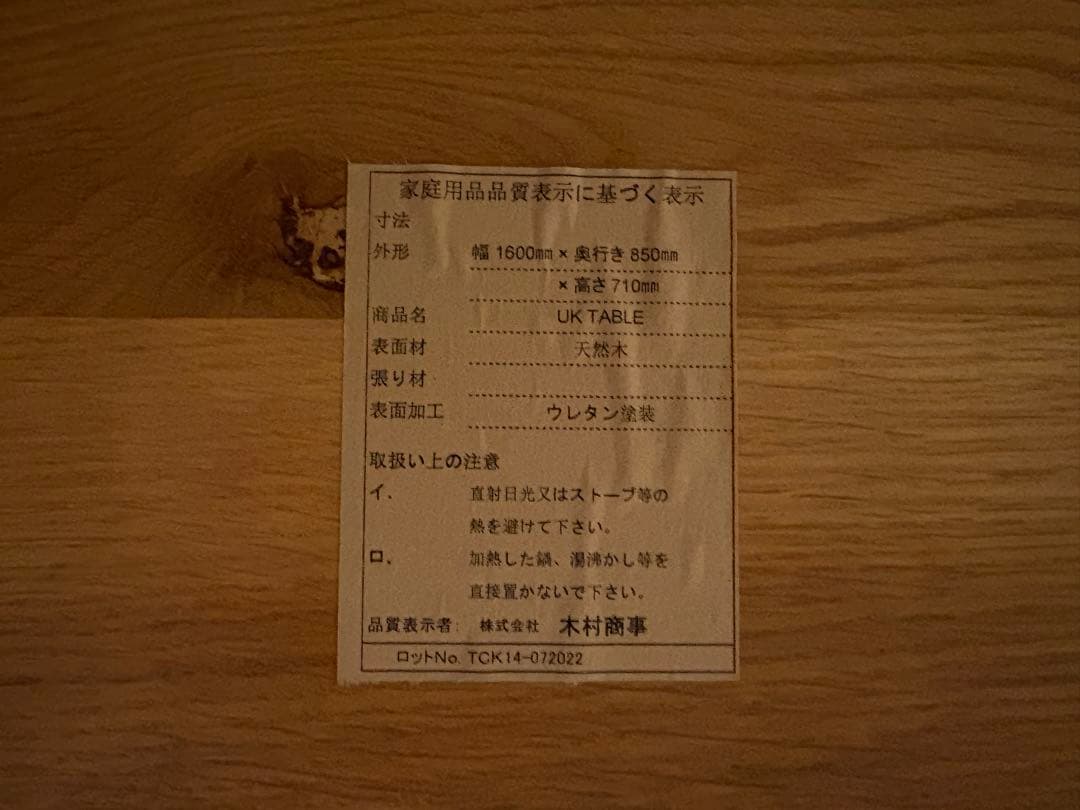 家庭用品品質表示に基づく表示
寸法
外形 幅 1600㎜ × 奥行き 850㎜
× 高さ 710㎜
商品名 UK TABLE
表面材 天然木
張り材
表面加工 ウレタン塗装
取扱い上の注意
イ、 直射日光又はストーブ等の
熱を避けて下さい。
ロ、 加熱した鍋、湯沸かし等を
直接置かないで下さい。
品質表示者: 株式会社 木村商事
ロットNo. TCK14-072022